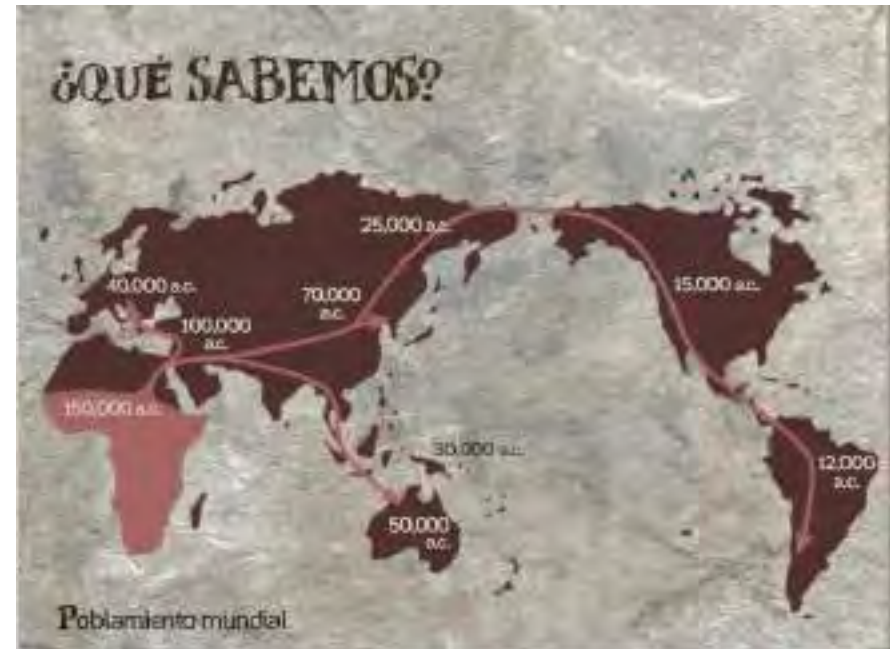 ¿QUÉ SABEMOS?
25,000 a.c.
40,000 a.c.
70,000
100,000
a.c.
15,000 a.c.
150,000 a.c.
30,000 a.c.
12,000
a.c.
50,000
a.c.
Poblamiento mundial